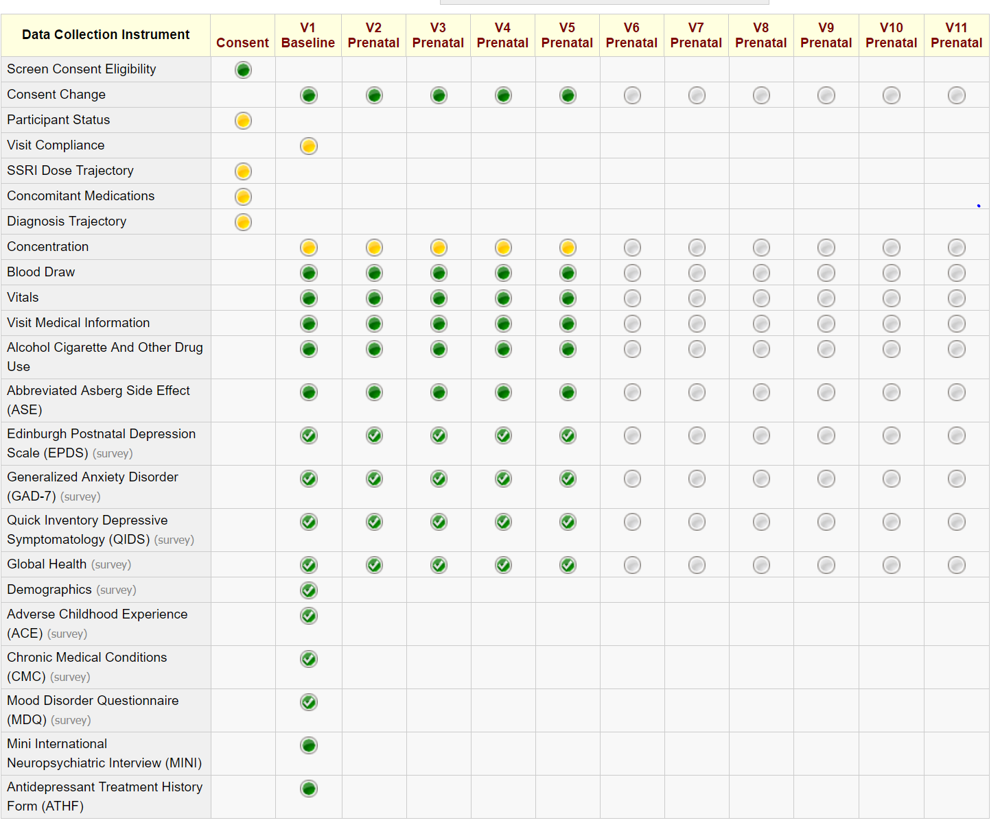 Data Collection Instrument
Consent
V1
Baseline
V2
Prenatal
V3
Prenatal
V4
Prenatal
V5
Prenatal
V6
Prenatal
V7
Prenatal
V8
Prenatal
V9
Prenatal
V10
Prenatal
V11
Prenatal
Screen Consent Eligibility
Consent Change
Participant Status
Visit Compliance
SSRI Dose Trajectory
Concomitant Medications
Diagnosis Trajectory
Concentration
Blood Draw
Vitals
Visit Medical Information
Alcohol Cigarette And Other Drug
Use
Abbreviated Asberg Side Effect
(ASE)
Edinburgh Postnatal Depression
Scale (EPDS) (survey)
Generalized Anxiety Disorder
(GAD-7) (survey)
Quick Inventory Depressive
Symptomatology (QIDS) (survey)
Global Health (survey)
Demographics (survey)
Adverse Childhood Experience
(ACE) (survey)
Chronic Medical Conditions
(CMC) (survey)
Mood Disorder Questionnaire
(MDQ) (survey)
Mini International
Neuropsychiatric Interview (MINI)
Antidepressant Treatment History
Form (ATHF)